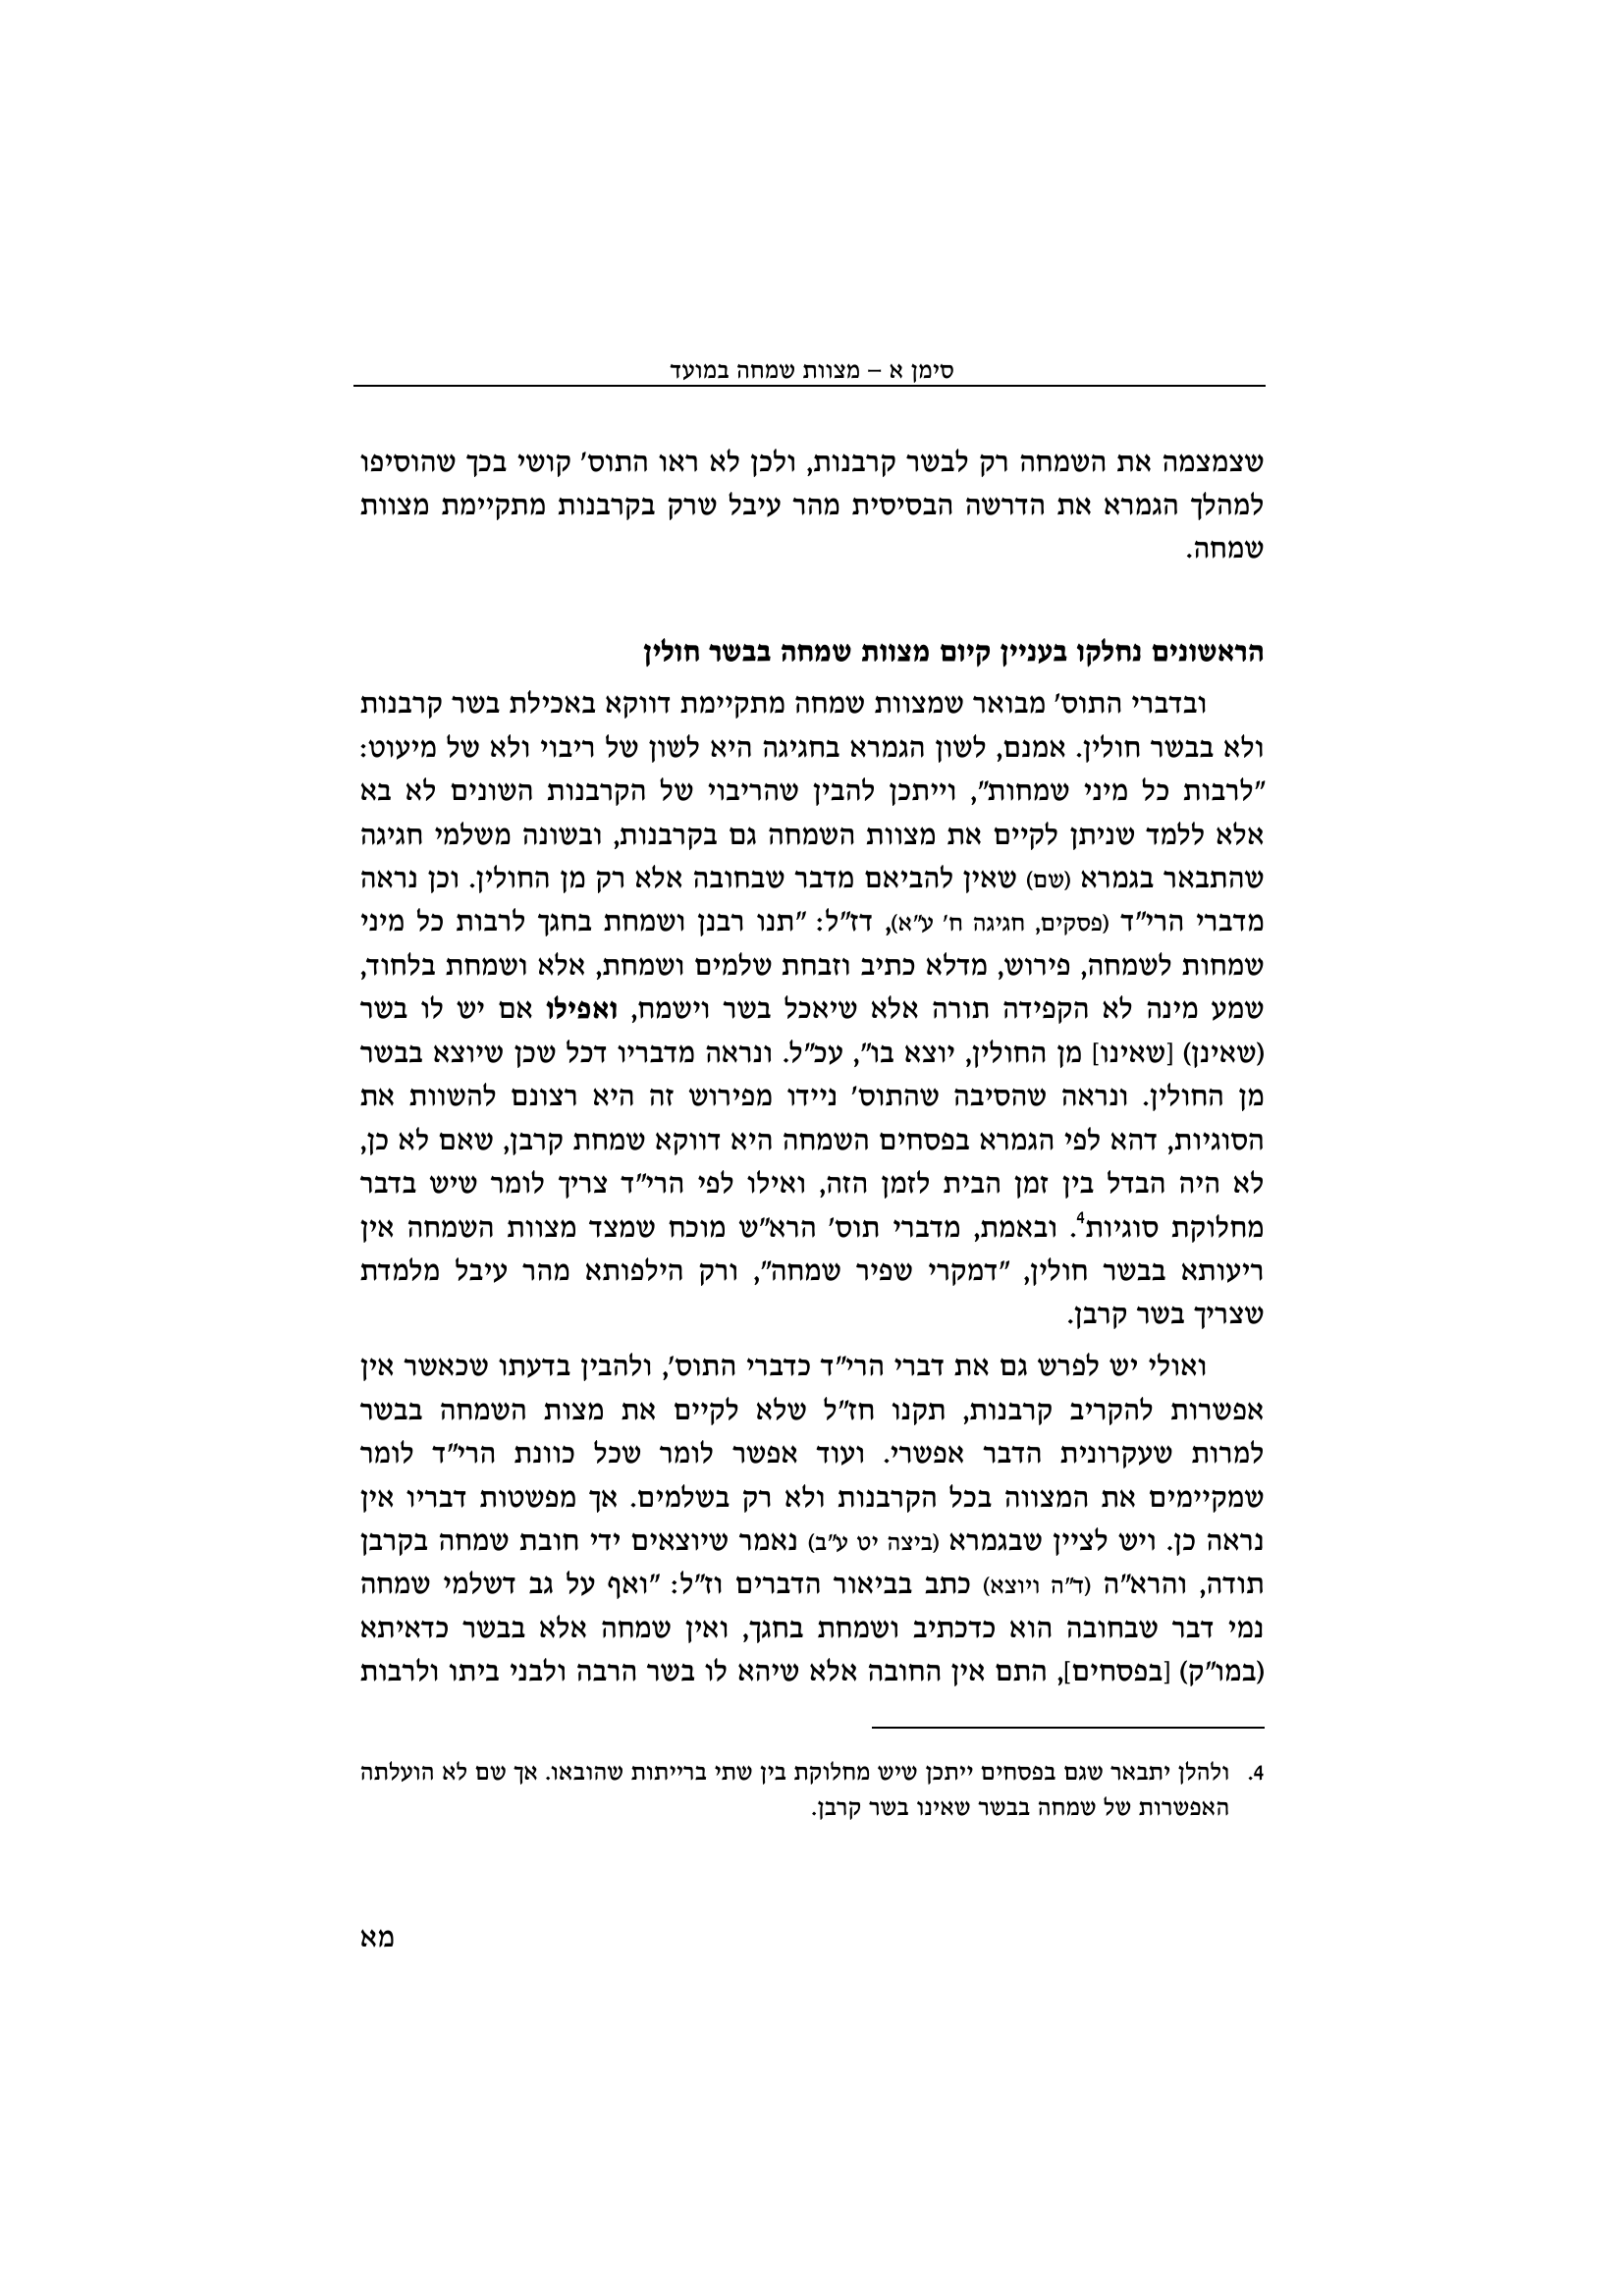 סימן א – מצוות שמחה במועד
שצמצמה את השמחה רק לבשר קרבנות, ולכן לא ראו התוס' קושי בכך שהוסיפו
למהלך הגמרא את הדרשה הבסיסית מהר עיבל שרק בקרבנות מתקיימת מצוות
שמחה.
הראשונים נחלקו בעניין קיום מצוות שמחה בבשר חולין
ובדברי התוס' מבואר שמצוות שמחה מתקיימת דווקא באכילת בשר קרבנות
ולא בבשר חולין. אמנם, לשון הגמרא בחגיגה היא לשון של ריבוי ולא של מיעוט:
"לרבות כל מיני שמחות", וייתכן להבין שהריבוי של הקרבנות השונים לא בא
אלא ללמד שניתן לקיים את מצוות השמחה גם בקרבנות, ובשונה משלמי חגיגה
שהתבאר בגמרא (שם) שאין להביאם מדבר שבחובה אלא רק מן החולין. וכן נראה
מדברי הרי"ד (פסקים, חגיגה ח' ע"א), דז"ל: "תנו רבנן ושמחת בחגך לרבות כל מיני
שמחות לשמחה, פירוש, מדלא כתיב וזבחת שלמים ושמחת, אלא ושמחת בלחוד,
שמע מינה לא הקפידה תורה אלא שיאכל בשר וישמח, ואפילו אם יש לו בשר
(שאינן) [שאינו] מן החולין, יוצא בו", עכ"ל. ונראה מדבריו דכל שכן שיוצא בבשר
מן החולין. ונראה שהסיבה שהתוס' ניידו מפירוש זה היא רצונם להשוות את
הסוגיות, דהא לפי הגמרא בפסחים השמחה היא דווקא שמחת קרבן, שאם לא כן,
לא היה הבדל בין זמן הבית לזמן הזה, ואילו לפי הרי"ד צריך לומר שיש בדבר
מחלוקת סוגיות4. ובאמת, מדברי תוס' הרא"ש מוכח שמצד מצוות השמחה אין
ריעותא בבשר חולין, "דמקרי שפיר שמחה", ורק הילפותא מהר עיבל מלמדת
שצריך בשר קרבן.
ואולי יש לפרש גם את דברי הרי"ד כדברי התוס', ולהבין בדעתו שכאשר אין
אפשרות להקריב קרבנות, תקנו חז"ל שלא לקיים את מצות השמחה בבשר
למרות שעקרונית הדבר אפשרי. ועוד אפשר לומר שכל כוונת הרי"ד לומר
שמקיימים את המצווה בכל הקרבנות ולא רק בשלמים. אך מפשטות דבריו אין
נראה כן. ויש לציין שבגמרא (ביצה יט ע"ב) נאמר שיוצאים ידי חובת שמחה בקרבן
תודה, והרא"ה (ד"ה ויוצא) כתב בביאור הדברים וז"ל: "ואף על גב דשלמי שמחה
נמי דבר שבחובה הוא כדכתיב ושמחת בחגך, ואין שמחה אלא בבשר כדאיתא
(במו"ק) [בפסחים], התם אין החובה אלא שיהא לו בשר הרבה ולבני ביתו ולרבות
4. ולהלן יתבאר שגם בפסחים ייתכן שיש מחלוקת בין שתי ברייתות שהובאו. אך שם לא הועלתה
האפשרות של שמחה בבשר שאינו בשר קרבן.
מא